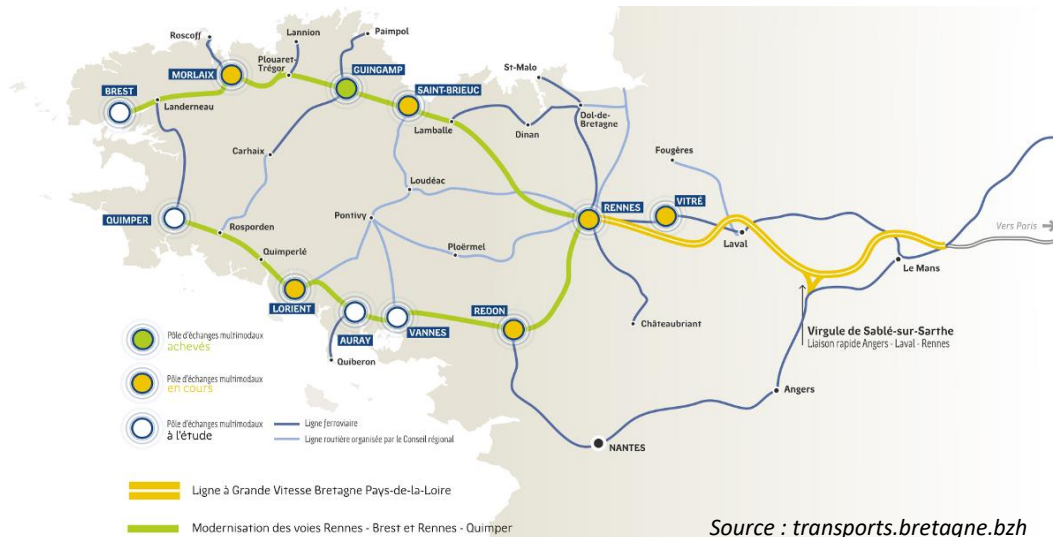 Roscoff
Lannion
Paimpol
Plouaret-
Trégor
MORLAIX
GUINGAMP
St-Malo
BREST
SAINT-BRIEUC
Landerneau
Lamballe
Dol-de-
Bretagne
Dinan
Carhaix
Fougères
Loudéac
QUIMPER
RENNES
VITRÉ
Pontivy
Rosporden
Vers Paris
Laval
Ploërmel
Quimperlé
Le Mans
LORIENT
REDON
AURAY
VANNES
Châteaubriant
Virgule de Sablé-sur-Sarthe
Liaison rapide Angers - Laval - Rennes
Quiberon
Angers
NANTES
Pôle d'échanges multimodaux
achevés
Pôle d'échanges multimodaux
en cours
Pôle d'échanges multimodaux
à l'étude
Ligne ferroviaire
Ligne routière organisée par le Conseil régional
Ligne à Grande Vitesse Bretagne Pays-de-la-Loire
Modernisation des voies Rennes - Brest et Rennes - Quimper
Source : transports.bretagne.bzh